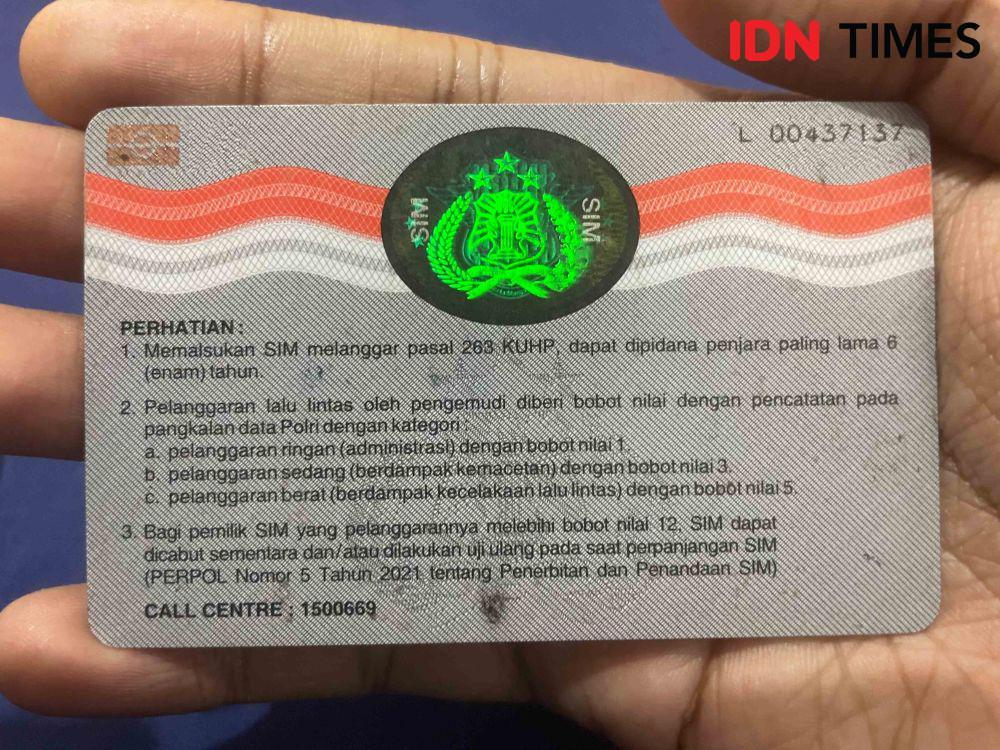 IDN TIMES
L 00437137
SIM SIM
PERHATIAN :
1. Memalsukan SIM melanggar pasal 263 KUHP, dapat dipidana penjara paling lama 6
(enam) tahun.
2. Pelanggaran lalu lintas oleh pengemudi diberi bobot nilai dengan pencatatan pada
pangkalan data Polri dengan kategori :
a. pelanggaran ringan (administrasi) dengan bobot nilai 1.
b. pelanggaran sedang (berdampak kemacetan) dengan bobot nilai 3.
c. pelanggaran berat (berdampak kecelakaan lalu lintas) dengan bobot nilai 5.
3. Bagi pemilik SIM yang pelanggarannya melebihi bobot nilai 12, SIM dapat
dicabut sementara dan/atau dilakukan uji ulang pada saat perpanjangan SIM
(PERPOL Nomor 5 Tahun 2021 tentang Penerbitan dan Penandaan SIM)
CALL CENTRE : 1500669